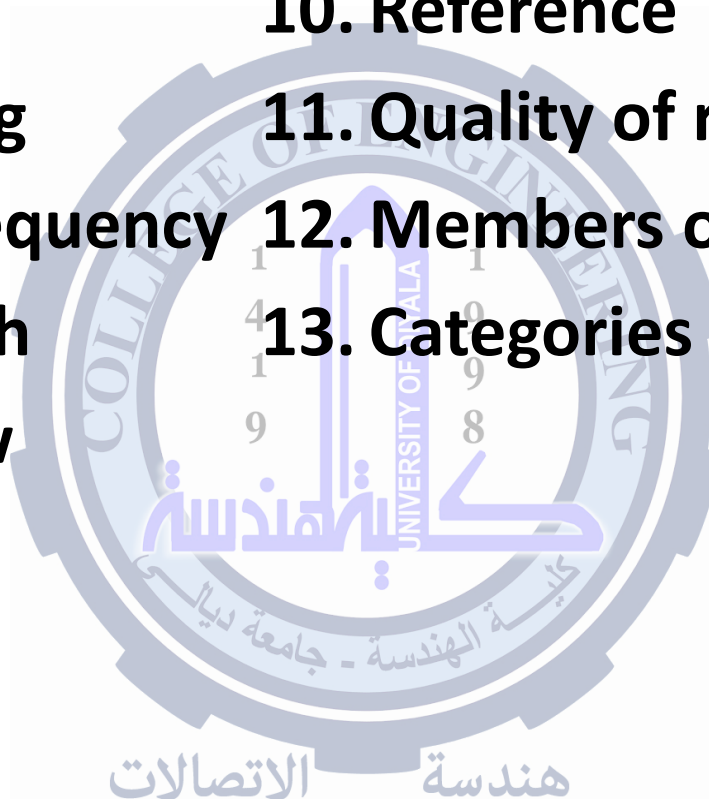 10. Reference
g
11. Quality of r
equency
12. Members o
h
13. Categories
y
COLLEGE OF ENGINEERING
1
4
1
9
1
9
9
8
UNIVERSITY OF DIYALA
كلية هندسة
كلية الهندسة - جامعة ديالى
هندسة الاتصالات